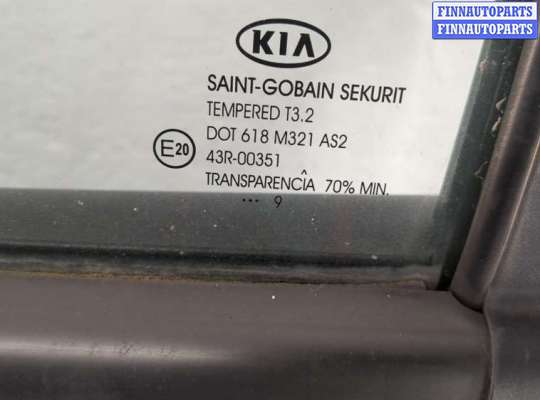 FINNAUTOPARTS
FINNAUTOPARTS
KIA
SAINT-GOBAIN SEKURIT
TEMPERED T3.2
DOT 618 M321 AS2
E20 43R-00351
TRANSPARENCÎA 70% MIN.
... 9